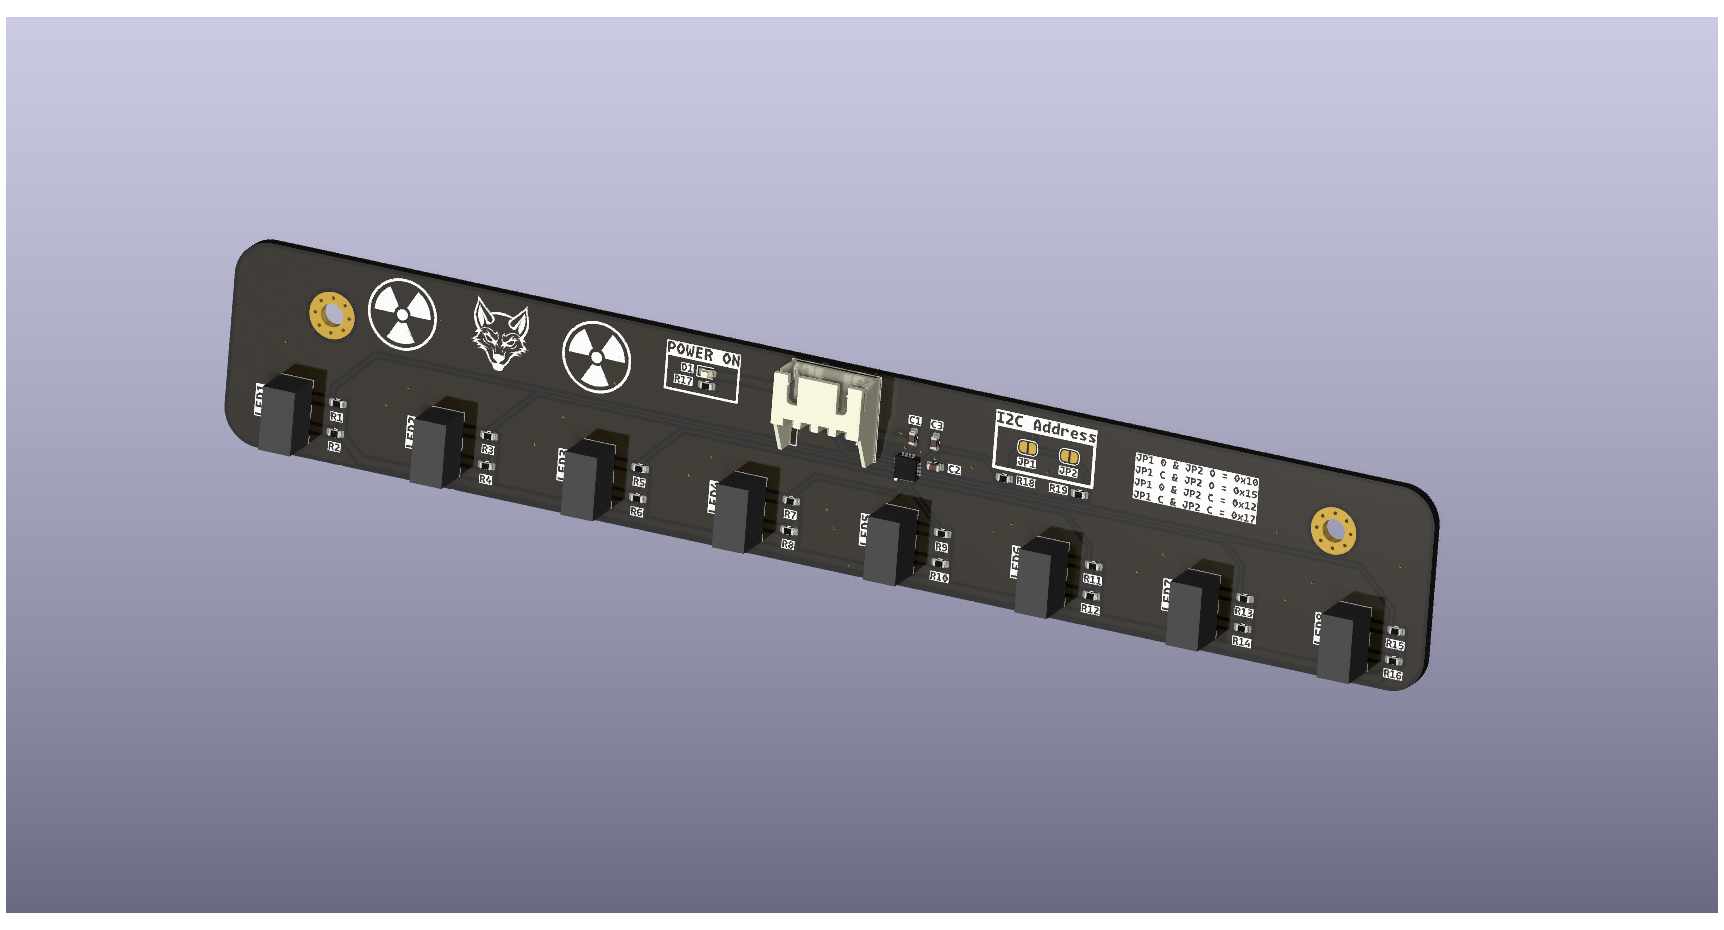 POWER ON
D1
R17
C1 C3
C2
I2C Address
JP1
JP2
R18
R19
JP1 O & JP2 O = 0x10
JP1 C & JP2 O = 0x15
JP1 O & JP2 C = 0x12
JP1 C & JP2 C = 0x17
LED1
R1
R2
LED2
R3
R4
LED3
R5
R6
LED4
R7
R8
LED5
R9
R10
LED6
R11
R12
LED7
R13
R14
LED8
R15
R16